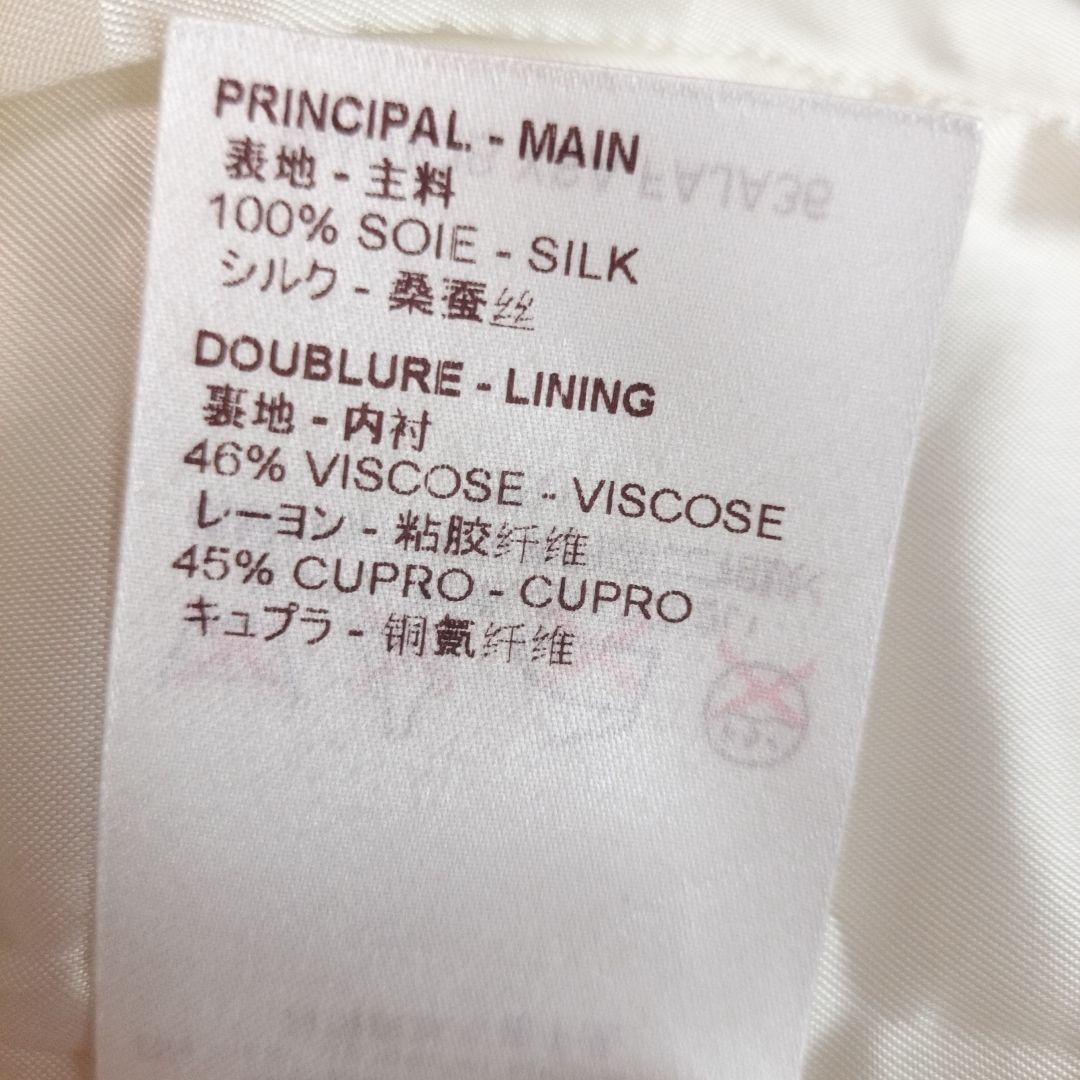 PRINCIPAL - MAIN
表地 - 主料
100% SOIE - SILK
シルク - 桑蚕丝
DOUBLURE - LINING
裏地 - 内衬
46% VISCOSE - VISCOSE
レーヨン - 粘胶纤维
45% CUPRO - CUPRO
キュプラ - 铜氨纤维